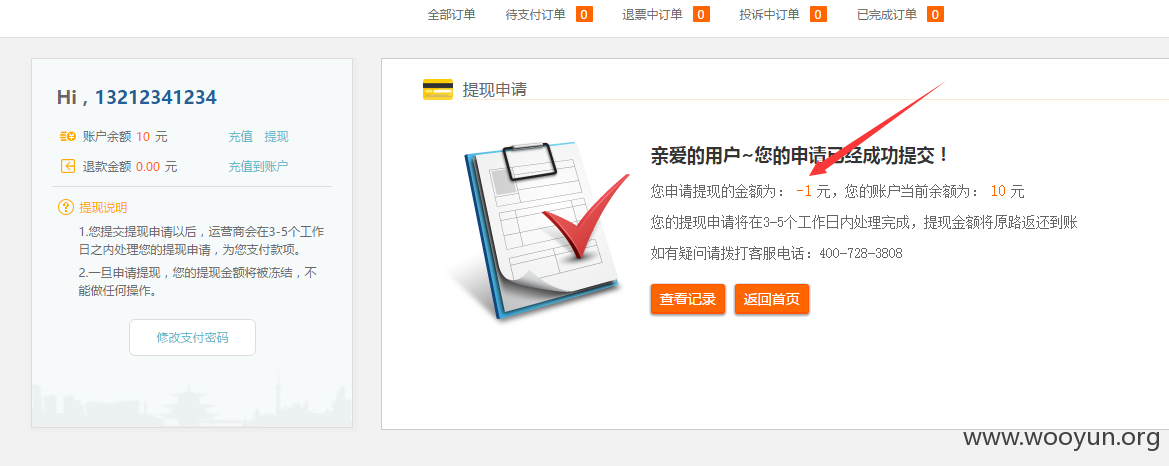 全部订单 待支付订单 0 退票中订单 0 投诉中订单 0 已完成订单 0
Hi，13212341234
账户余额 10 元 充值 提现
退款金额 0.00 元 充值到账户
提现说明
1.您提交提现申请以后，运营商会在3-5个工作
日之内处理您的提现申请，为您支付款项。
2.一旦申请提现，您的提现金额将被冻结，不
能做任何操作。
修改支付密码
提现申请
亲爱的用户~您的申请已经成功提交！
您申请提现的金额为： -1 元，您的账户当前余额为： 10 元
您的提现申请将在3-5个工作日内处理完成，提现金额将原路返还到账
如有疑问请拨打客服电话：400-728-3808
查看记录 返回首页
www.wooyun.org